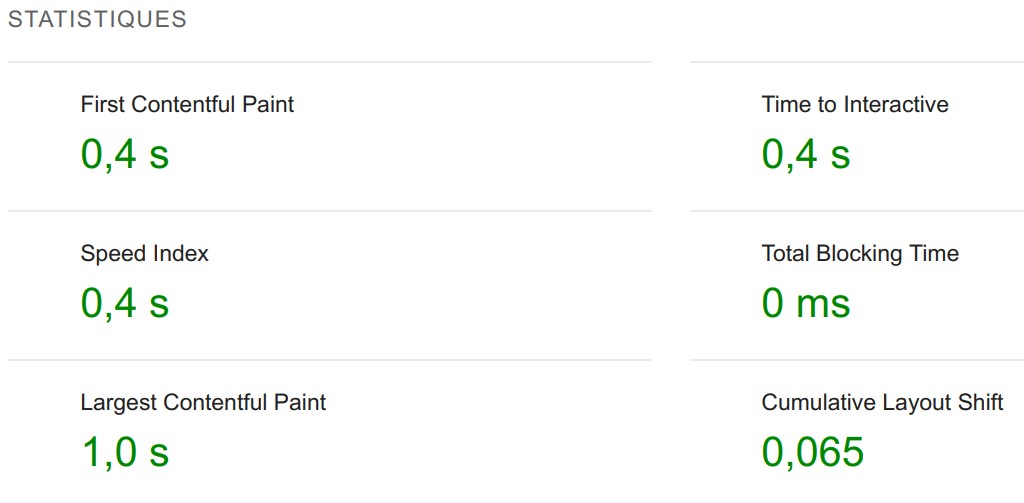 STATISTIQUES
First Contentful Paint
0,4 s
Time to Interactive
0,4 s
Speed Index
0,4 s
Total Blocking Time
0 ms
Largest Contentful Paint
1,0 s
Cumulative Layout Shift
0,065